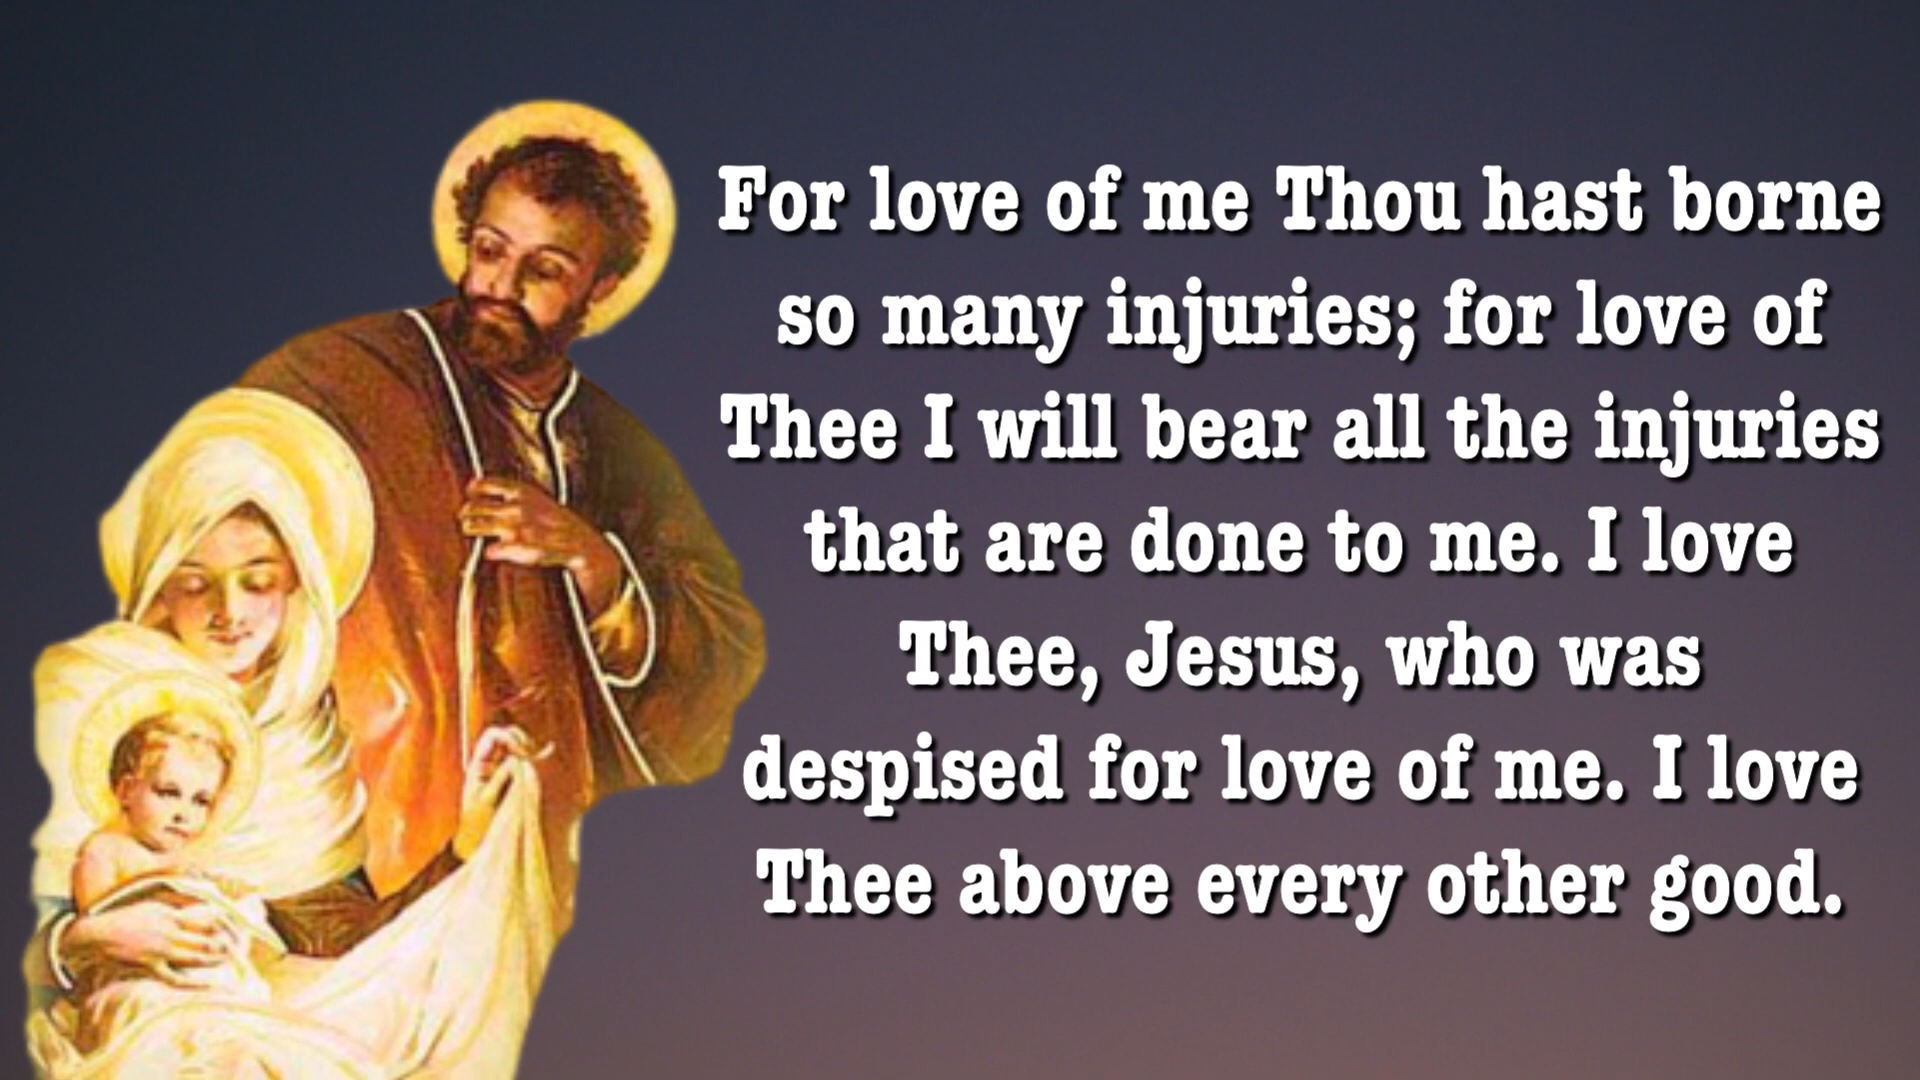 For love of me Thou hast borne
so many injuries; for love of
Thee I will bear all the injuries
that are done to me. I love
Thee, Jesus, who was
despised for love of me. I love
Thee above every other good.